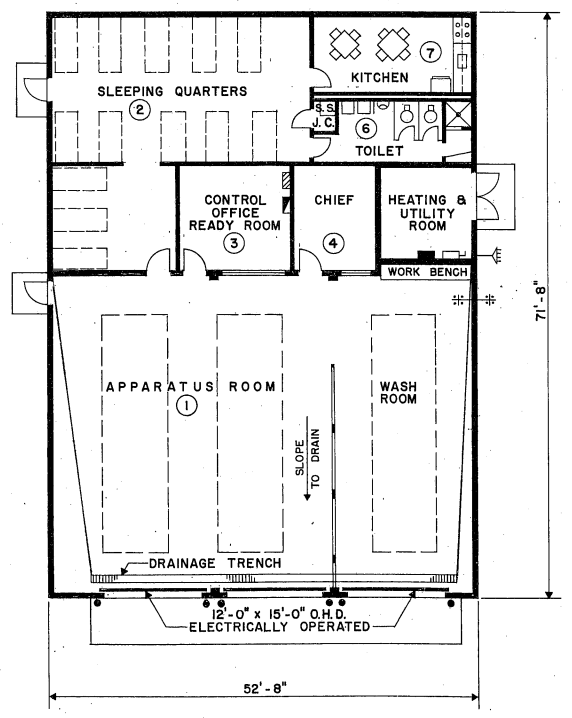 7
KITCHEN
SLEEPING QUARTERS
2
S.S.
J.C.
6
TOILET
CONTROL
OFFICE
READY ROOM
3
CHIEF
4
HEATING &
UTILITY
ROOM
WORK BENCH
71'-8"
APPARATUS ROOM
1
WASH
ROOM
SLOPE
TO DRAIN
DRAINAGE TRENCH
12'-0" x 15'-0" O.H.D.
ELECTRICALLY OPERATED
52'-8"